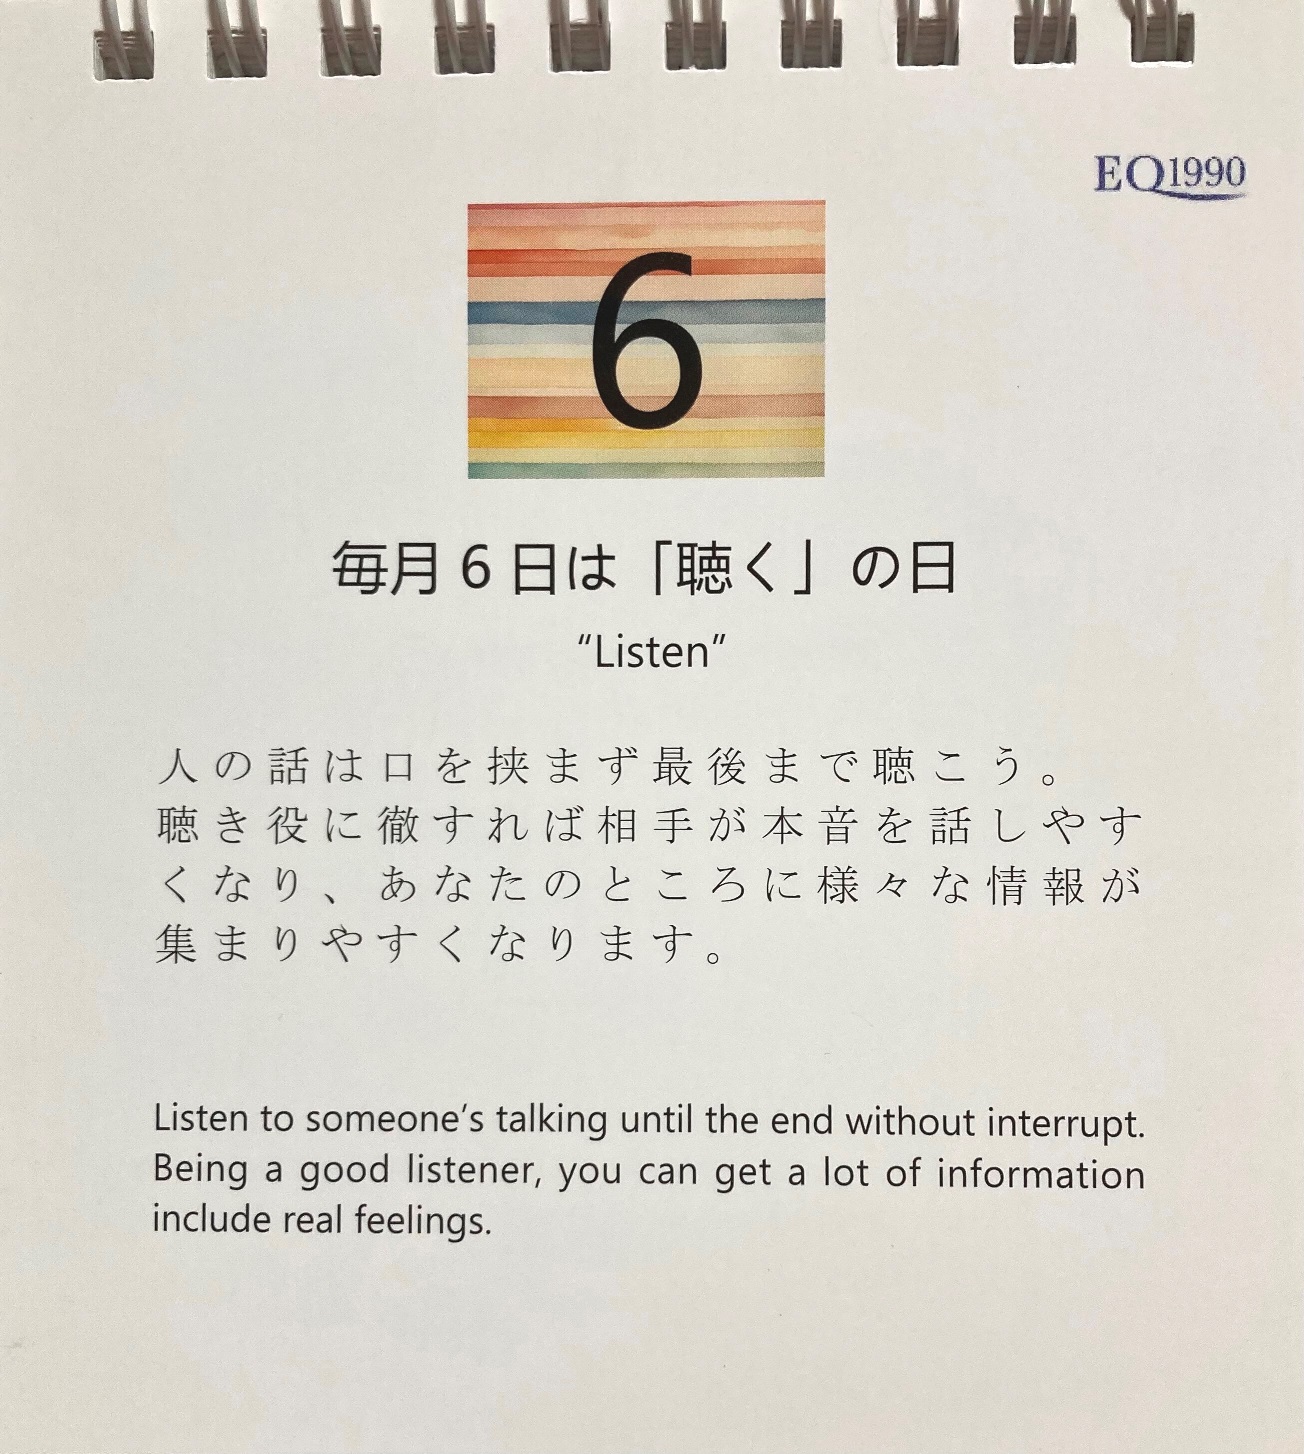 EQ1990
6
毎月6日は「聴く」の日
“Listen”
人の話は口を挟まず最後まで聴こう。
聴き役に徹すれば相手が本音を話しやす
くなり、あなたのところに様々な情報が
集まりやすくなります。
Listen to someone’s talking until the end without interrupt.
Being a good listener, you can get a lot of information
include real feelings.